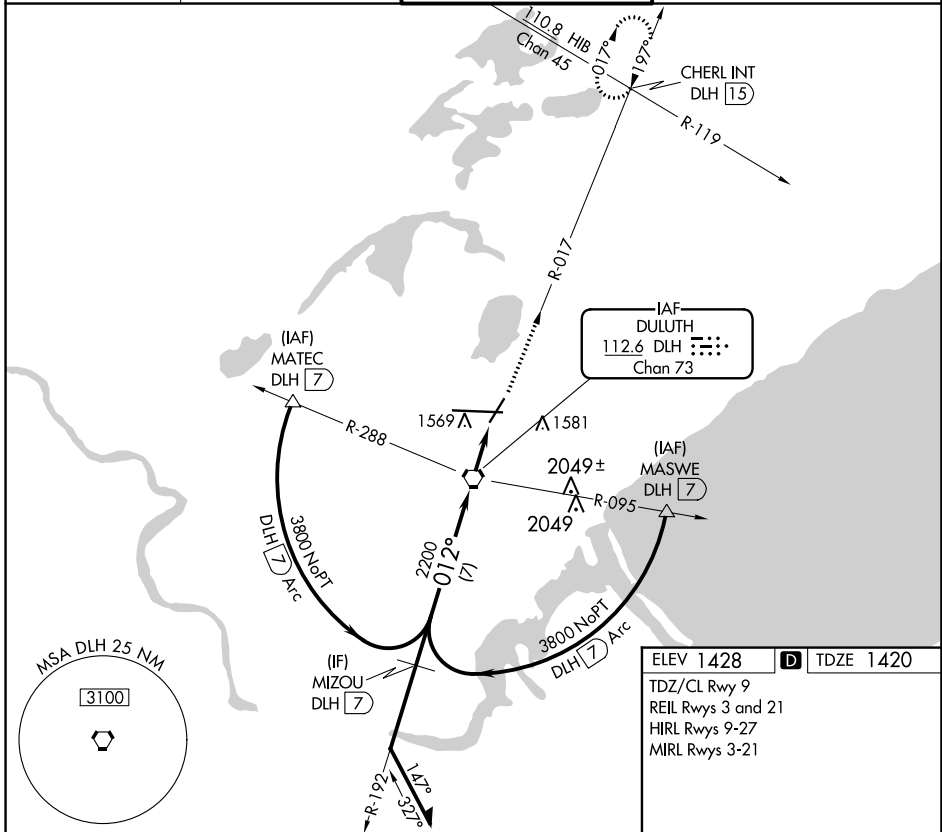 110.8 HIB
Chan 45
017°
197°
CHERL INT
DLH 15
R-119
R-017
IAF
DULUTH
112.6 DLH
Chan 73
(IAF)
MATEC
DLH 7
R-288
1569
1581
2049±
2049
(IAF)
MASWE
DLH 7
R-095
3800 NoPT
DLH 7 Arc
2200
012°
(7)
3800 NoPT
DLH 7 Arc
(IF)
MIZOU
DLH 7
MSA DLH 25 NM
3100
147°
327°
R-192
ELEV 1428 D TDZE 1420
TDZ/CL Rwy 9
REIL Rwys 3 and 21
HIRL Rwys 9-27
MIRL Rwys 3-21